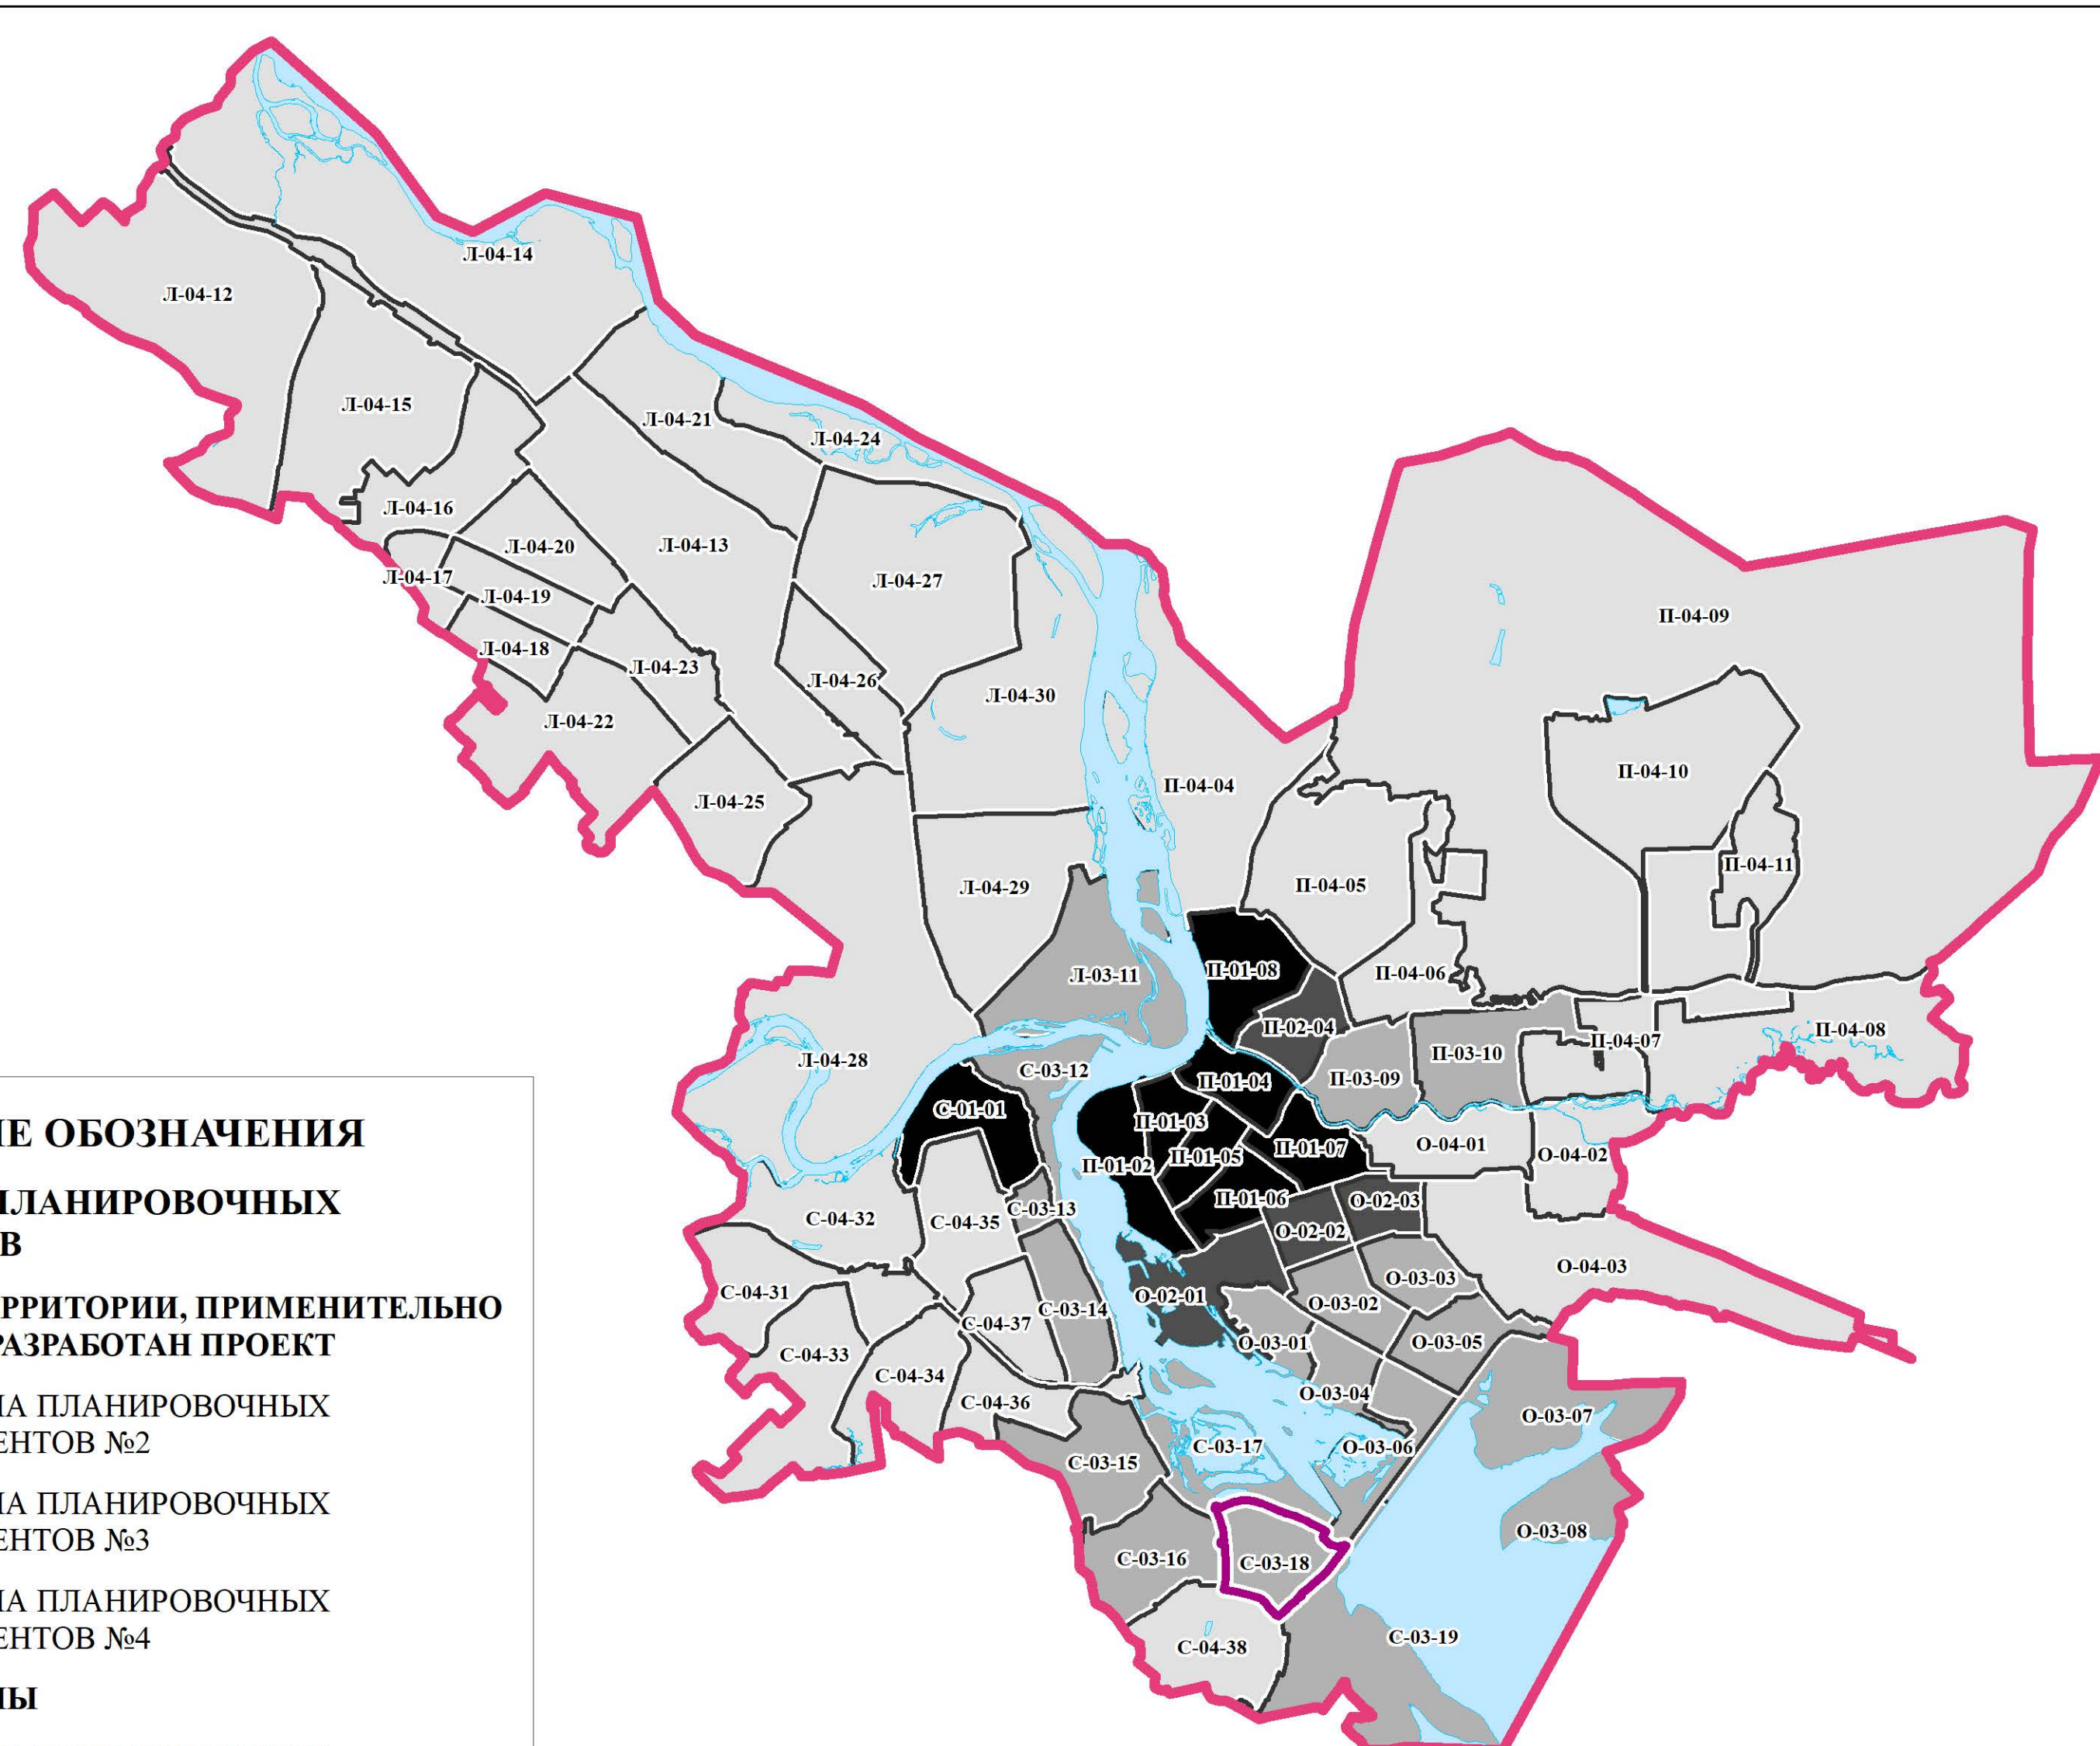 Л-04-14
Л-04-12
Л-04-15
Л-04-21
Л-04-24
Л-04-16
Л-04-20
Л-04-13
Л-04-17
Л-04-27
Л-04-19
П-04-09
Л-04-18
Л-04-23
Л-04-26
Л-04-30
Л-04-22
П-04-10
П-04-04
Л-04-25
П-04-11
П-04-05
Л-04-29
П-01-08
П-04-06
Л-03-11
П-02-04
П-04-08
П-04-07
П-03-10
Л-04-28
С-03-12
П-01-04
П-03-09
С-01-01
П-01-03
О-04-01
П-01-07
О-04-02
П-01-05
П-01-02
П-01-06
О-02-03
С-03-13
С-04-32
С-04-35
О-02-02
О-04-03
О-03-03
С-04-31
О-02-01
О-03-02
С-03-14
С-04-37
О-03-01
О-03-05
С-04-33
С-04-34
О-03-04
С-04-36
О-03-07
С-03-17
О-03-06
С-03-15
О-03-08
С-03-16
С-03-18
С-03-19
С-04-38
ИЕ ОБОЗНАЧЕНИЯ
ПЛАНИРОВОЧНЫХ
В
РРИТОРИИ, ПРИМЕНИТЕЛЬНО
РАЗРАБОТАН ПРОЕКТ
НА ПЛАНИРОВОЧНЫХ
ЕНТОВ №2
НА ПЛАНИРОВОЧНЫХ
ЕНТОВ №3
НА ПЛАНИРОВОЧНЫХ
ЕНТОВ №4
ЦЫ